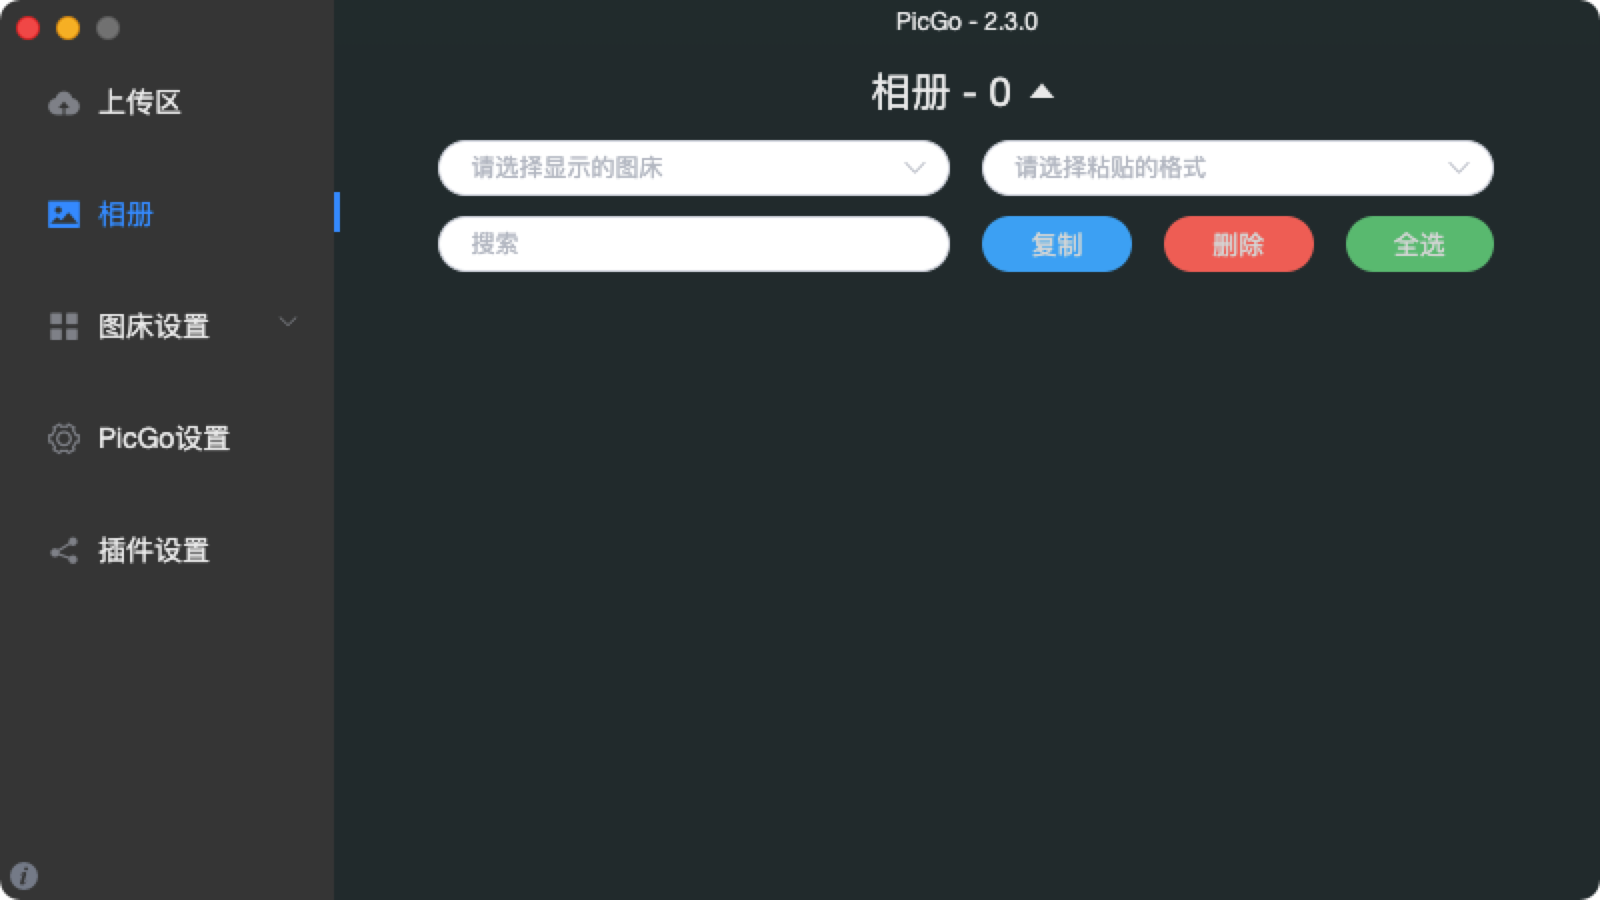 PicGo - 2.3.0
上传区
相册
图床设置
PicGo设置
插件设置
相册 - 0
请选择显示的图床
请选择粘贴的格式
搜索
复制
删除
全选